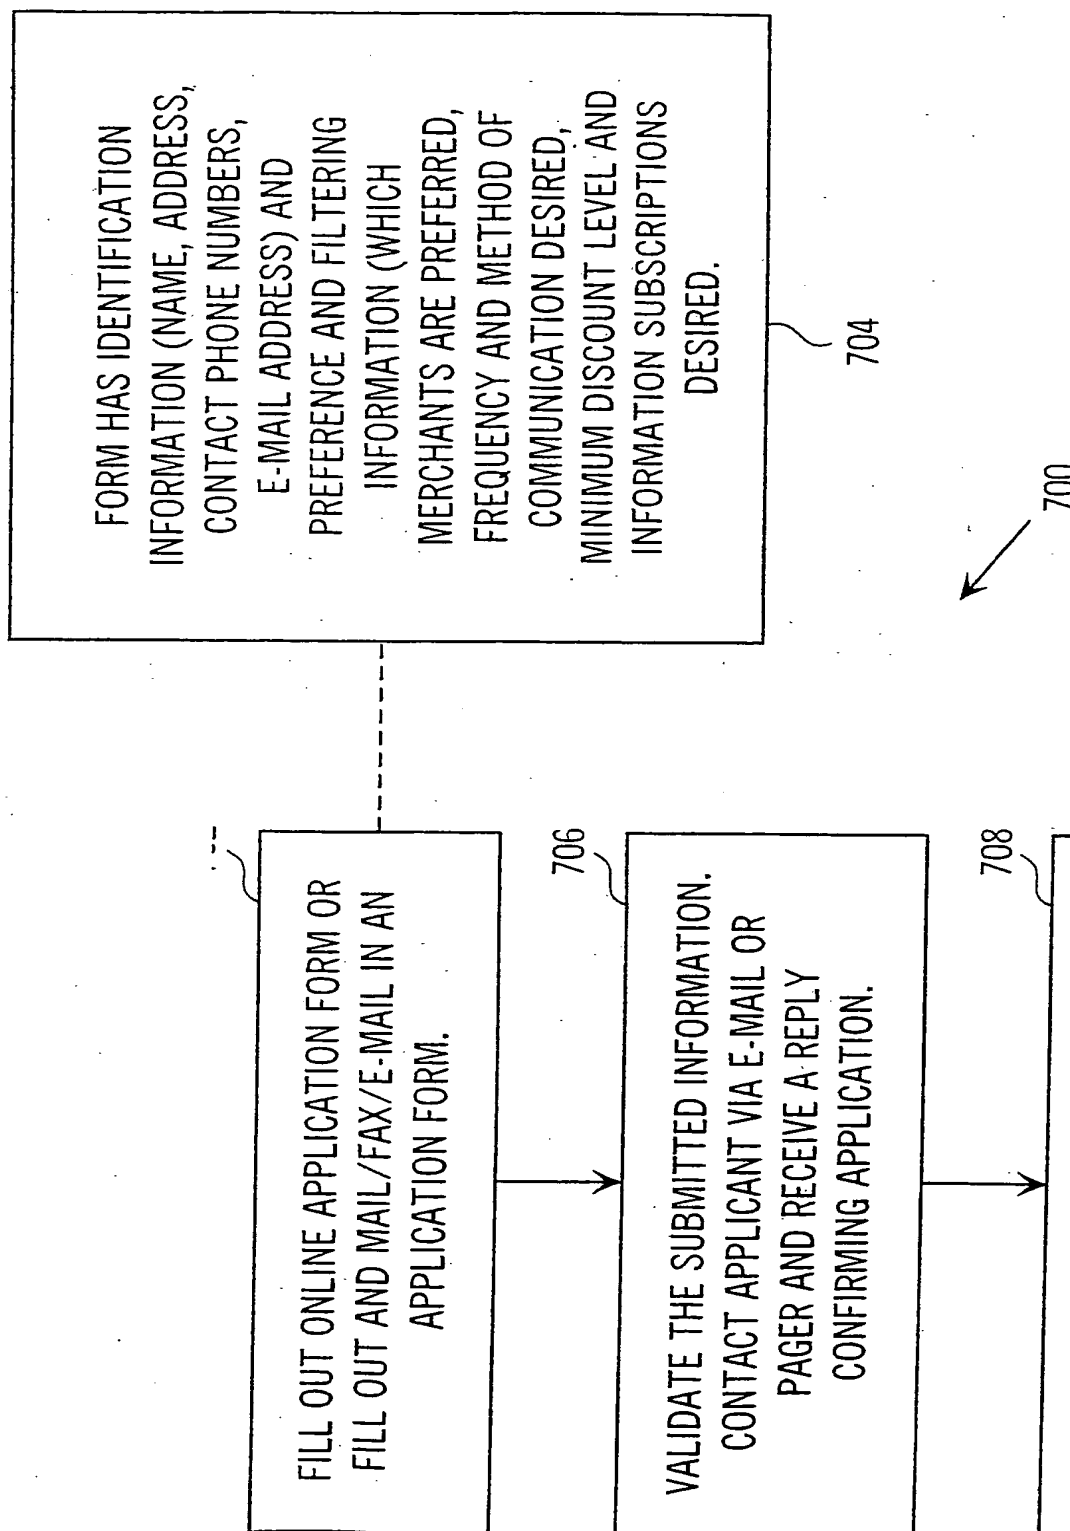 FILL OUT ONLINE APPLICATION FORM OR
FILL OUT AND MAIL/FAX/E-MAIL IN AN
APPLICATION FORM.
FORM HAS IDENTIFICATION
INFORMATION (NAME, ADDRESS,
CONTACT PHONE NUMBERS,
E-MAIL ADDRESS) AND
PREFERENCE AND FILTERING
INFORMATION (WHICH
MERCHANTS ARE PREFERRED,
FREQUENCY AND METHOD OF
COMMUNICATION DESIRED,
MINIMUM DISCOUNT LEVEL AND
INFORMATION SUBSCRIPTIONS
DESIRED.
704
706
VALIDATE THE SUBMITTED INFORMATION.
CONTACT APPLICANT VIA E-MAIL OR
PAGER AND RECEIVE A REPLY
CONFIRMING APPLICATION.
700
708